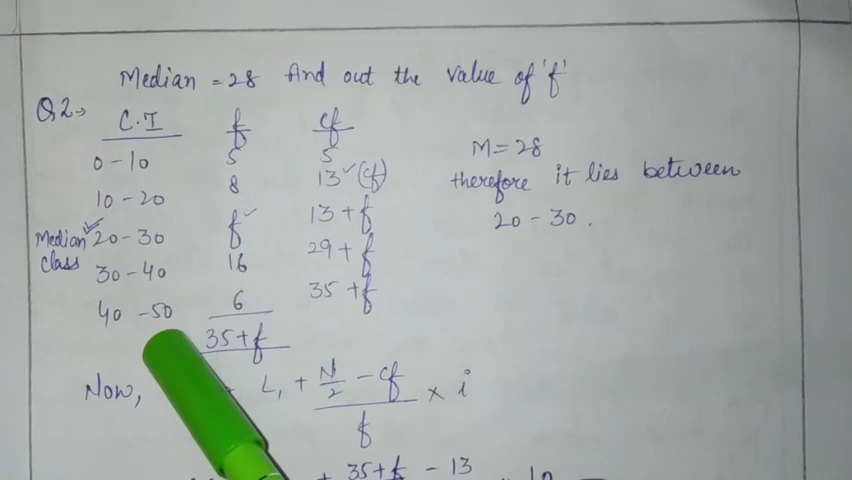 Median = 28 find out the value of 'f'
Q2→
C.I f cf
0-10 5 5
10-20 8 13 (cf)
Median class 20-30 f 13+f
30-40 16 29+f
40-50 6 35+f
35+f
M=28
therefore it lies between
20-30.
Now, L₁ + N/2 - cf / f × i
+ 35+f - 13